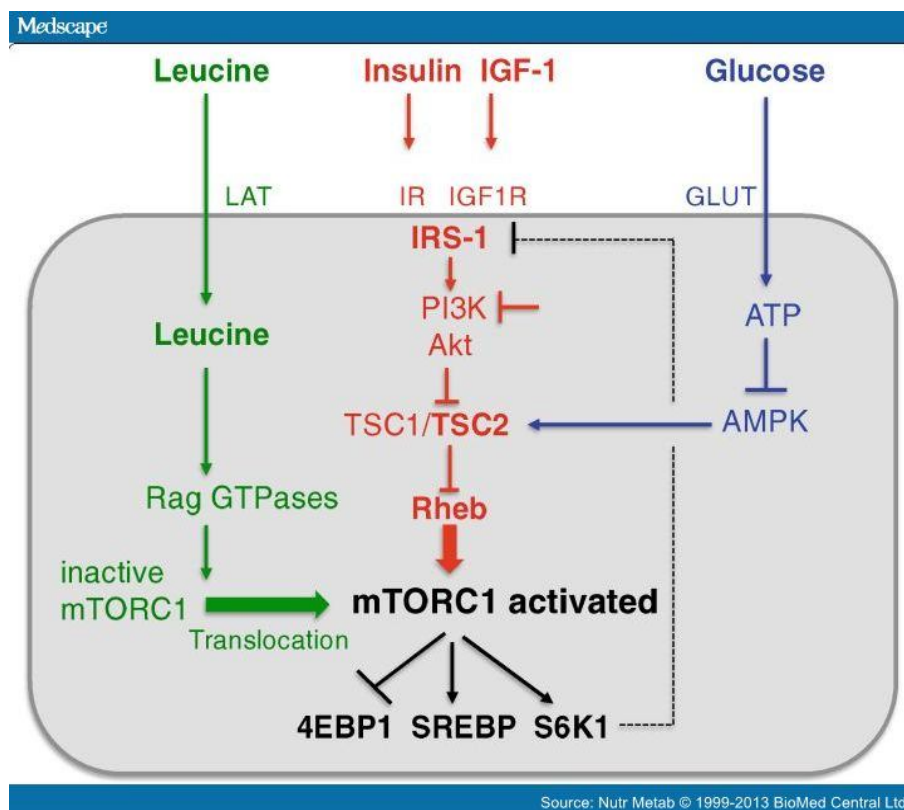 Medscape
Leucine Insulin IGF-1 Glucose
LAT IR IGF1R GLUT
IRS-1
PI3K ATP
Leucine Akt
TSC1/TSC2 AMPK
Rag GTPases Rheb
inactive
mTORC1 mTORC1 activated
Translocation
4EBP1 SREBP S6K1
Source: Nutr Metab © 1999-2013 BioMed Central Ltd